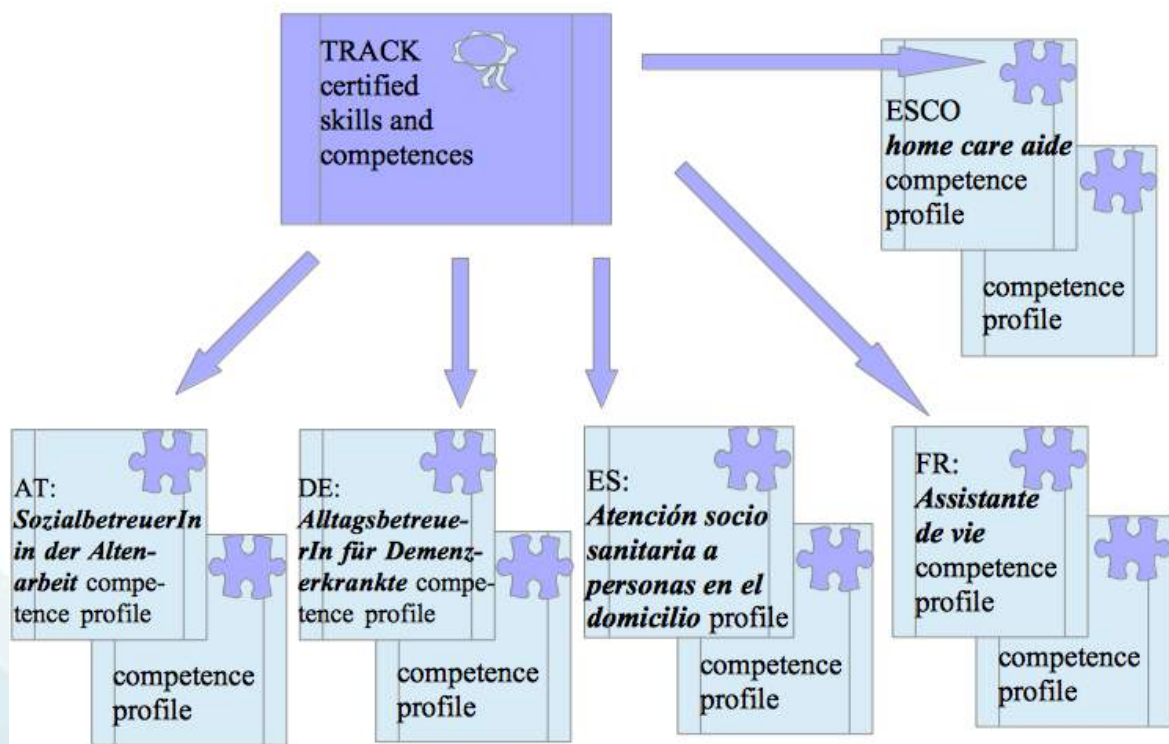 TRACK
certified
skills and
competences
ESCO
home care aide
competence
profile
competence
profile
AT:
SozialbetreuerIn
in der Alten-
arbeit compe-
tence profile
competence
profile
DE:
Alltagsbetreue-
rIn für Demenz-
erkrankte compe-
tence profile
competence
profile
ES:
Atención socio
sanitaria a
personas en el
domicilio profile
competence
profile
FR:
Assistante
de vie
competence
profile
competence
profile